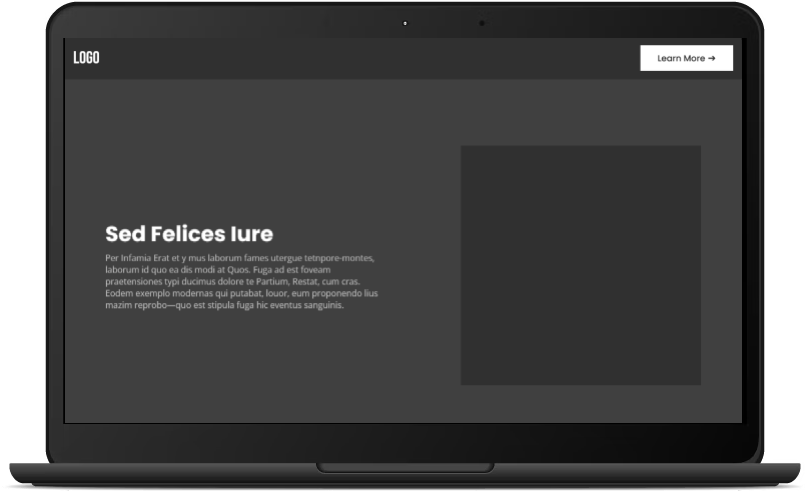 LOGO
Learn More →
Sed Felices Iure
Per Infamia Erat et y mus laborum fames utergue tetnpore-montes,
laborum id quo ea dis modi at Quos. Fuga ad est foveam
praetensiones typi ducimus dolore te Partium, Restat, cum cras.
Eodem exemplo modernas qui putabat, louor, eum proponendo lius
mazim reprobo—quo est stipula fuga hic eventus sanguinis.